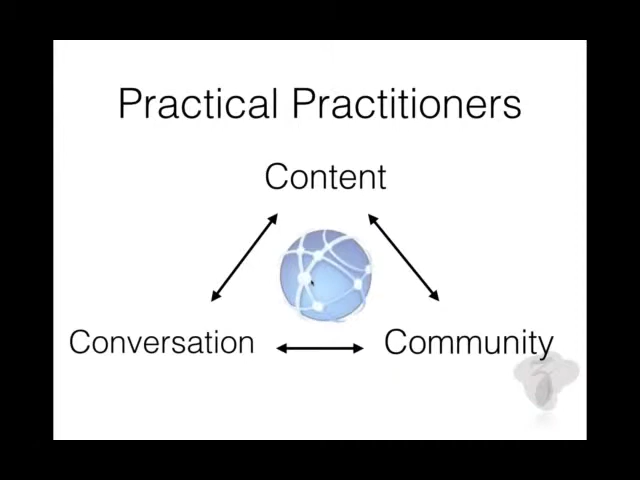 Practical Practitioners
Content
Conversation
Community